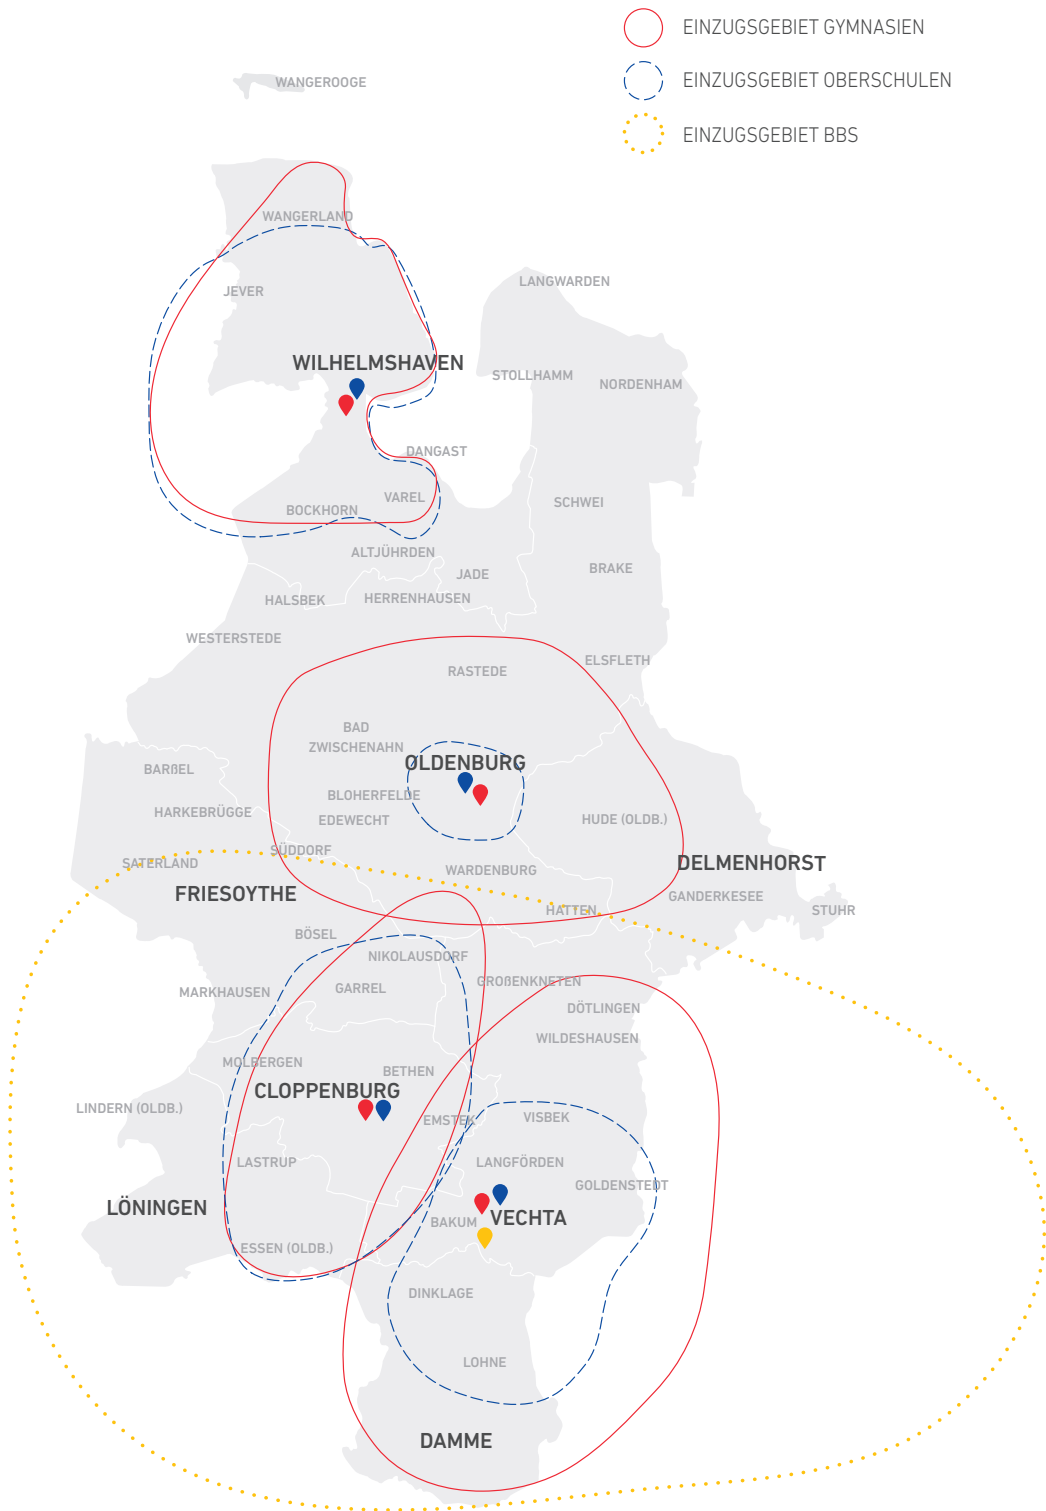 EINZUGSGEBIET GYMNASIEN
EINZUGSGEBIET OBERSCHULEN
EINZUGSGEBIET BBS
WANGEROOGE
WANGERLAND
JEVER
LANGWARDEN
WILHELMSHAVEN
STOLLHAMM
NORDENHAM
DANGAST
VAREL
BOCKHORN
SCHWEI
ALTJÜHRDEN
JADE
BRAKE
HALSBEK
HERRENHAUSEN
WESTERSTEDE
ELSFLETH
RASTEDE
BAD
ZWISCHENAHN
OLDENBURG
BARßEL
BLOHERFELDE
HARKEBRÜGGE
EDEWECHT
HUDE (OLDB.)
SÜDDORF
SATERLAND
WARDENBURG
DELMENHORST
FRIESOYTHE
GANDERKESEE
HATTEN
STUHR
BÖSEL
NIKOLAUSDORF
GROßENKNETEN
MARKHAUSEN
GARREL
DÖTLINGEN
WILDESHAUSEN
MOLBERGEN
BETHEN
CLOPPENBURG
LINDERN (OLDB.)
EMSTEK
VISBEK
LASTRUP
LANGFÖRDEN
GOLDENSTEDT
LÖNINGEN
BAKUM
VECHTA
ESSEN (OLDB.)
DINKLAGE
LOHNE
DAMME